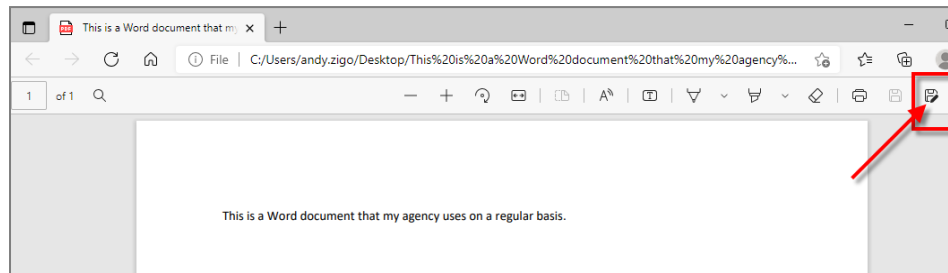 PDF This is a Word document that my
File | C:/Users/andy.zigo/Desktop/This%20is%20a%20Word%20document%20that%20my%20agency%...
1 of 1 A T
This is a Word document that my agency uses on a regular basis.